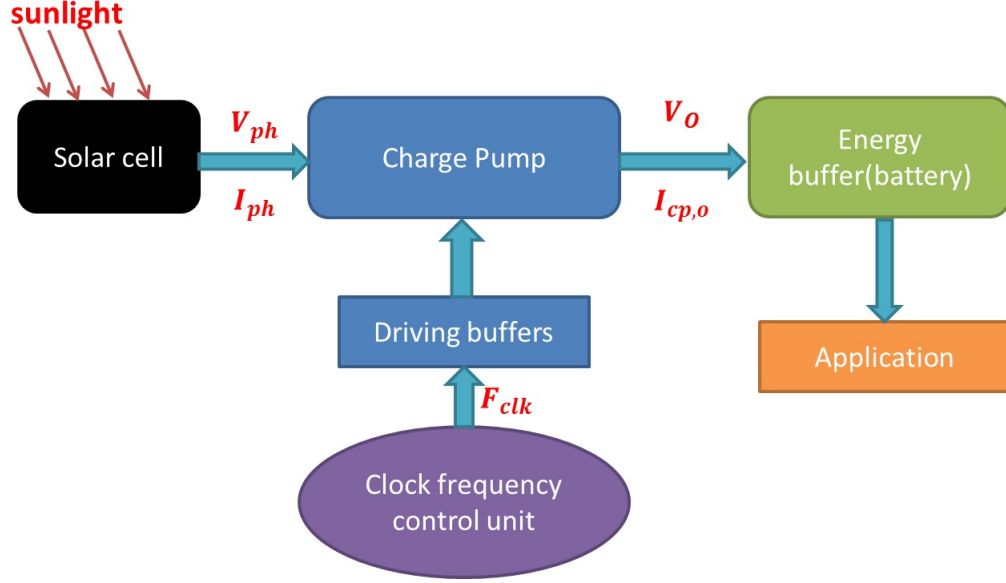 sunlight
Solar cell
V_ph
I_ph
Charge Pump
V_O
I_cp,o
Energy
buffer(battery)
Driving buffers
Application
F_clk
Clock frequency
control unit